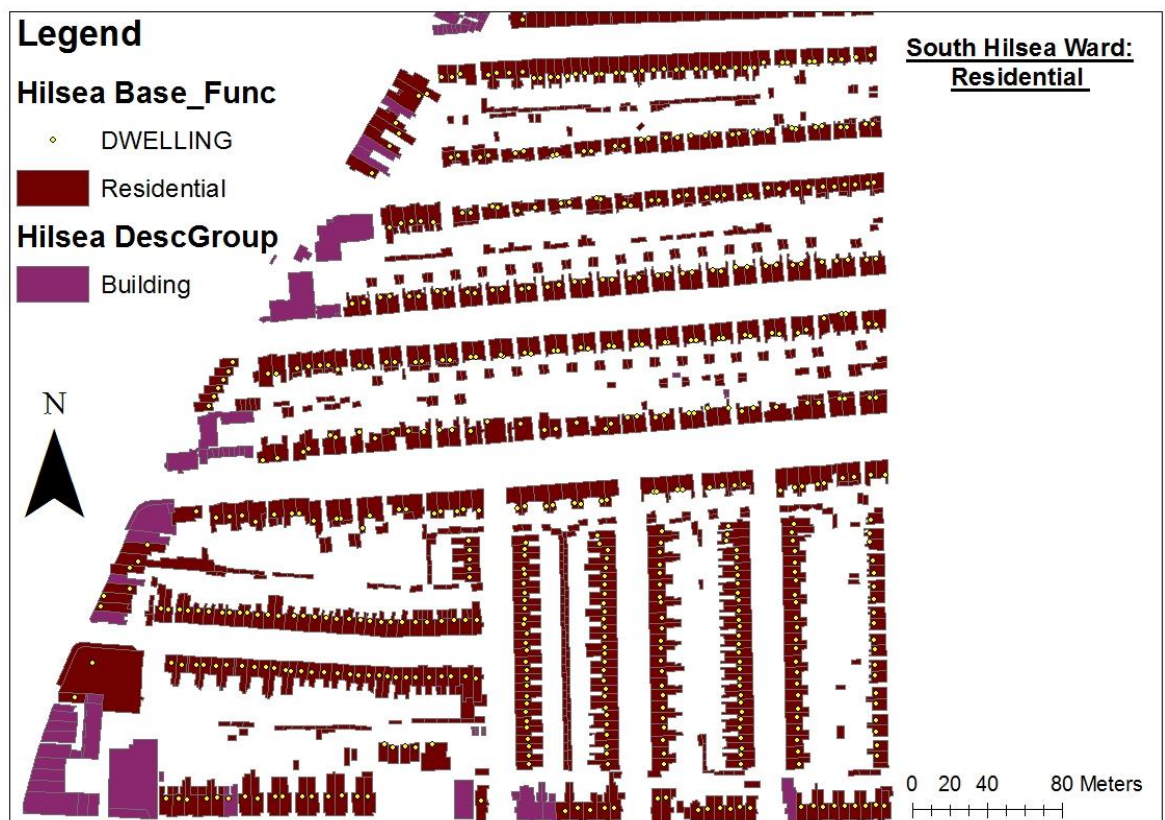 Legend
Hilsea Base_Func
DWELLING
Residential
Hilsea DescGroup
Building
N
South Hilsea Ward:
Residential
0 20 40 80 Meters